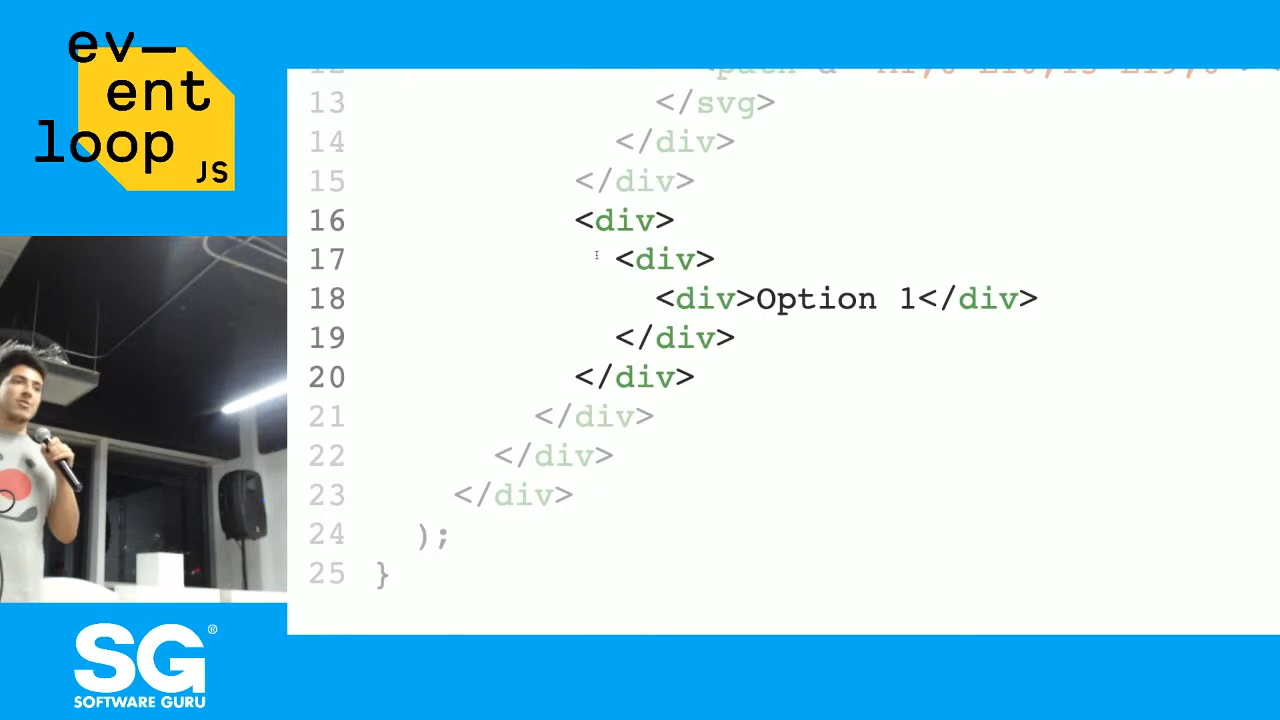 ev—
ent
loop
JS
13 </svg>
14 </div>
15 </div>
16 <div>
17 <div>
18 <div>Option 1</div>
19 </div>
20 </div>
21 </div>
22 </div>
23 </div>
24 );
25 }
SG®
SOFTWARE GURU